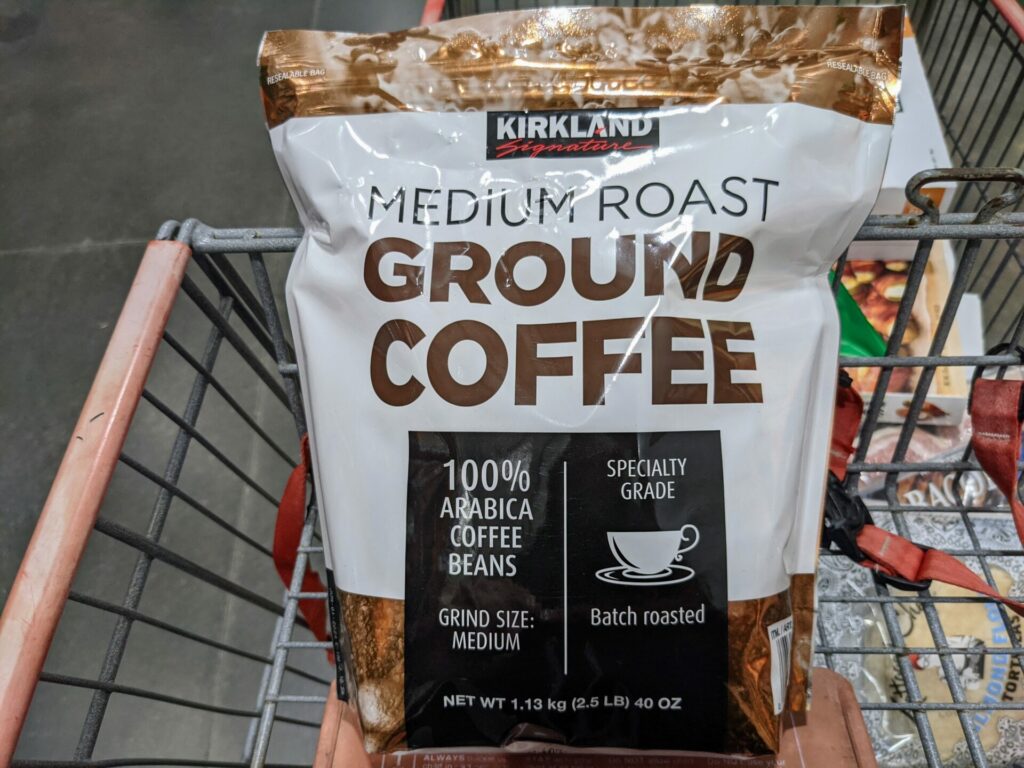 RESEALABLE BAG
RESEALABLE BAG
KIRKLAND
Signature
MEDIUM ROAST
GROUND
COFFEE
100%
ARABICA
COFFEE
BEANS
GRIND SIZE:
MEDIUM
SPECIALTY
GRADE
Batch roasted
NET WT 1.13 kg (2.5 LB) 40 OZ
ALWAYS